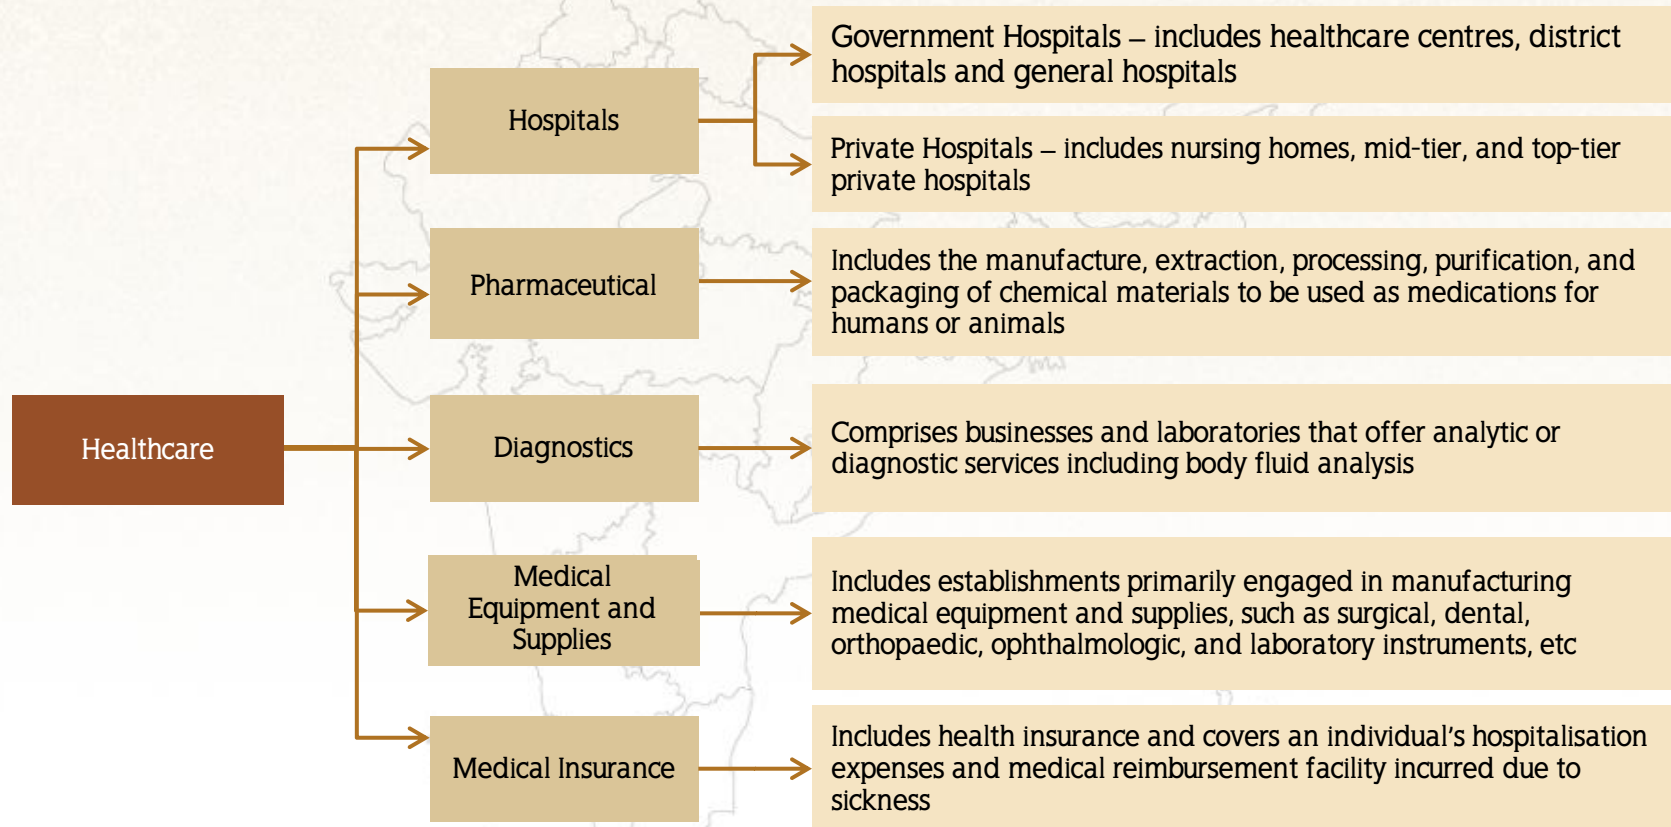 Healthcare
Hospitals
Government Hospitals – includes healthcare centres, district
hospitals and general hospitals
Private Hospitals – includes nursing homes, mid-tier, and top-tier
private hospitals
Pharmaceutical
Includes the manufacture, extraction, processing, purification, and
packaging of chemical materials to be used as medications for
humans or animals
Diagnostics
Comprises businesses and laboratories that offer analytic or
diagnostic services including body fluid analysis
Medical
Equipment and
Supplies
Includes establishments primarily engaged in manufacturing
medical equipment and supplies, such as surgical, dental,
orthopaedic, ophthalmologic, and laboratory instruments, etc
Medical Insurance
Includes health insurance and covers an individual’s hospitalisation
expenses and medical reimbursement facility incurred due to
sickness